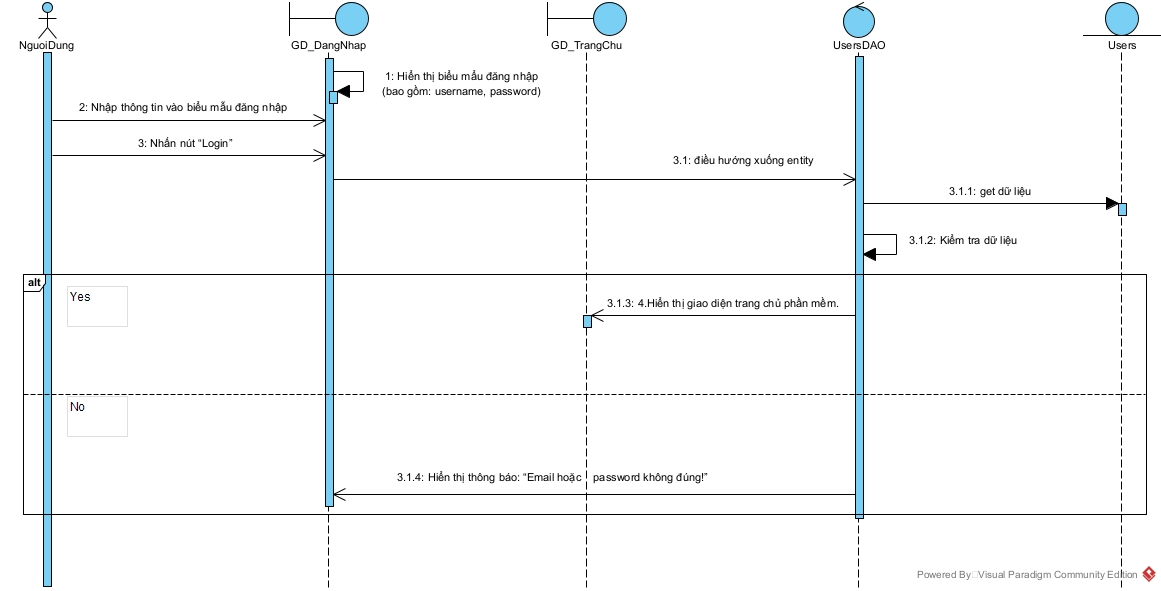 NguoiDung
GD_DangNhap
GD_TrangChu
UsersDAO
Users
1: Hiển thị biểu mẫu đăng nhập
(bao gồm: username, password)
2: Nhập thông tin vào biểu mẫu đăng nhập
3: Nhấn nút “Login”
3.1: điều hướng xuống entity
3.1.1: get dữ liệu
3.1.2: Kiểm tra dữ liệu
alt
Yes
3.1.3: 4.Hiển thị giao diện trang chủ phần mềm.
No
3.1.4: Hiển thị thông báo: “Email hoặc password không đúng!”
Powered By Visual Paradigm Community Edition